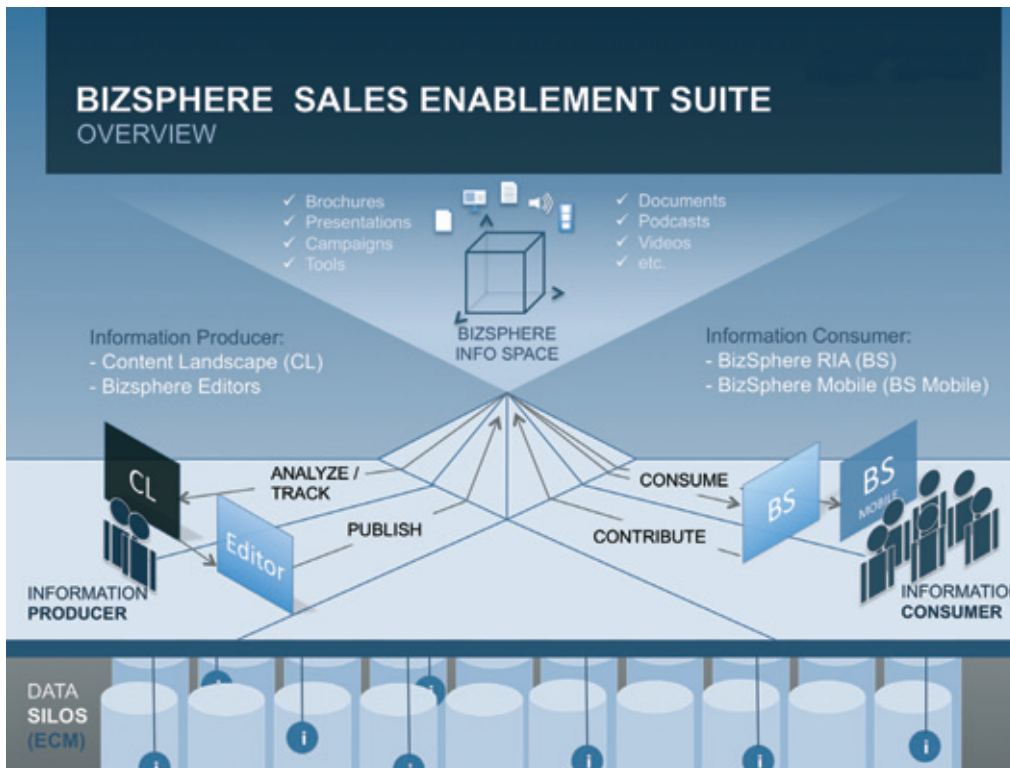 BIZSPHERE SALES ENABLEMENT SUITE
OVERVIEW
✓ Brochures
✓ Presentations
✓ Campaigns
✓ Tools
✓ Documents
✓ Podcasts
✓ Videos
✓ etc.
BIZSPHERE
INFO SPACE
Information Producer:
- Content Landscape (CL)
- Bizsphere Editors
Information Consumer:
- BizSphere RIA (BS)
- BizSphere Mobile (BS Mobile)
CL
Editor
ANALYZE /
TRACK
PUBLISH
CONSUME
CONTRIBUTE
BS
BS
MOBILE
INFORMATION
PRODUCER
INFORMATION
CONSUMER
DATA
SILOS
(ECM)
i
i
i
i
i
i
i
i